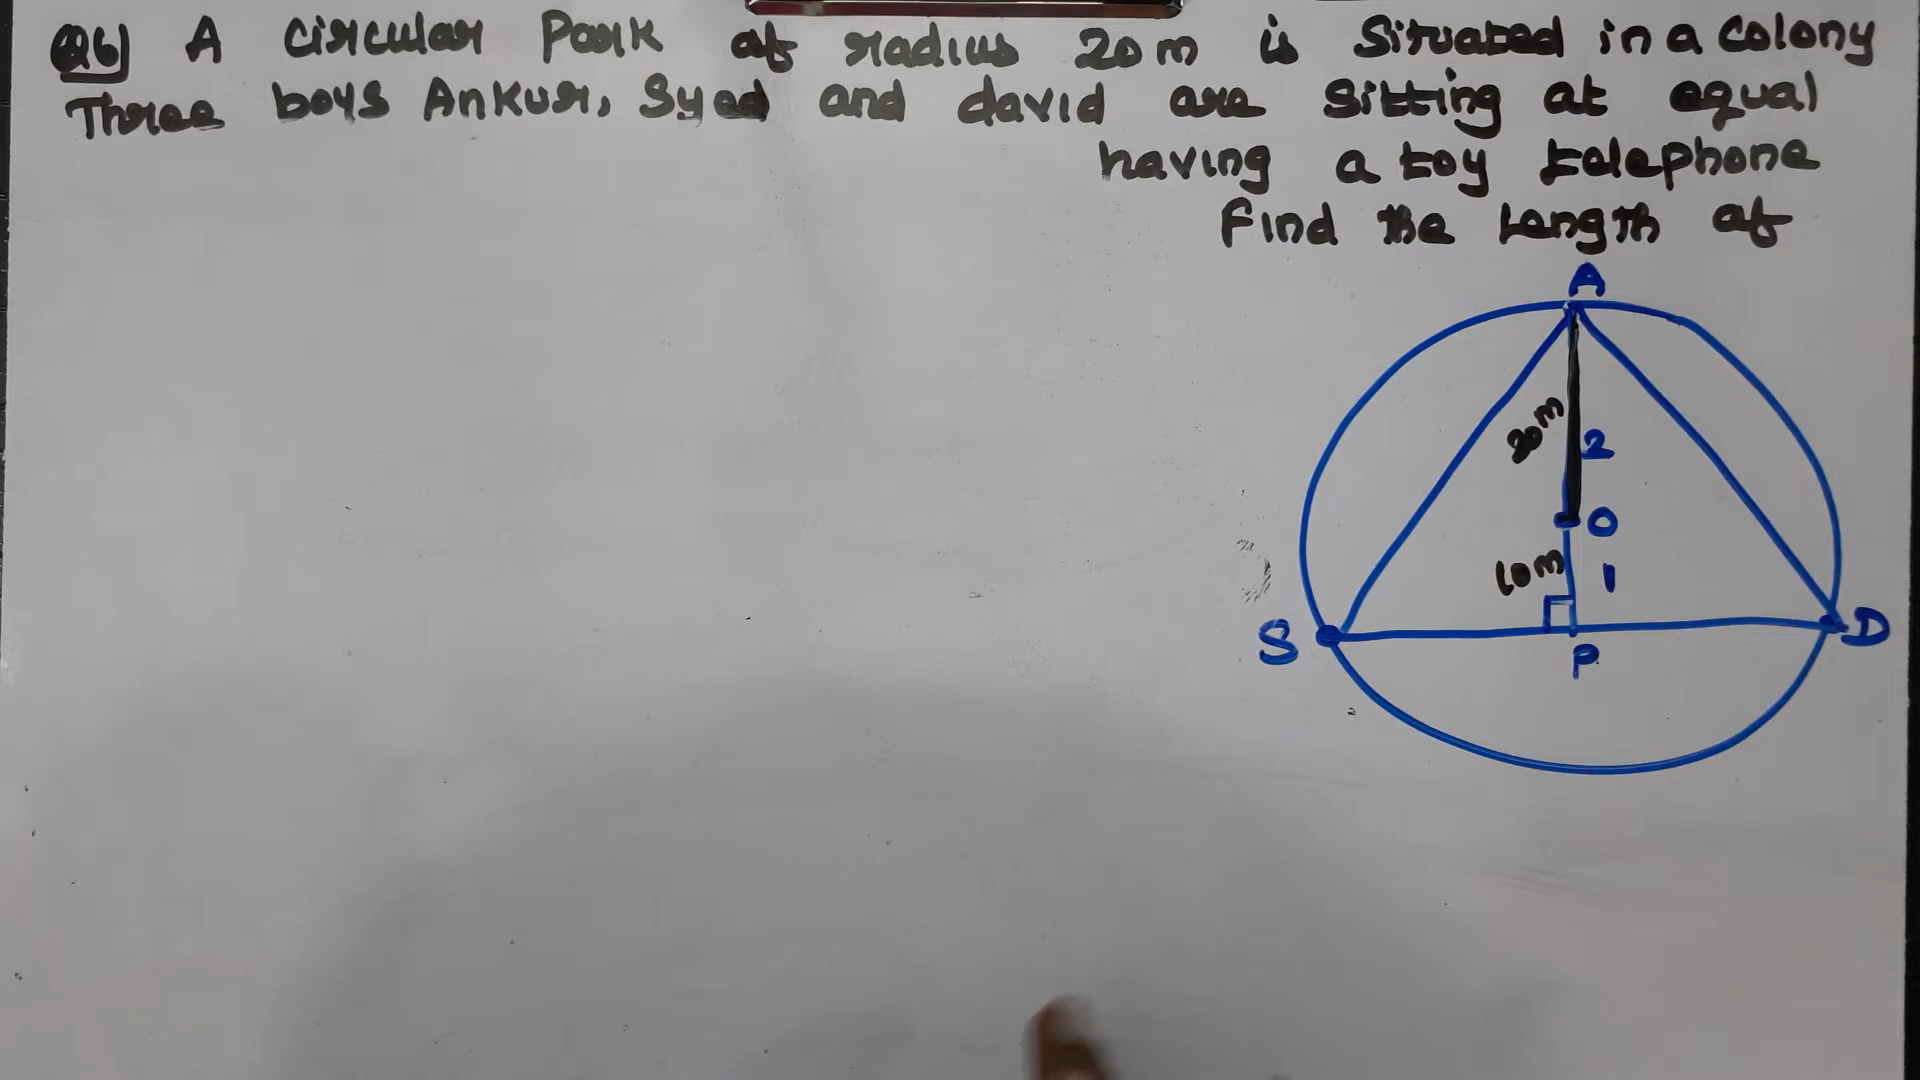 Q6) A circular Park of radius 20m is Situated in a Colony
Three boys Ankur, Syed and david are sitting at equal
having a toy telephone
Find the Length of
A
20m
2
O
10m
1
S
D
P